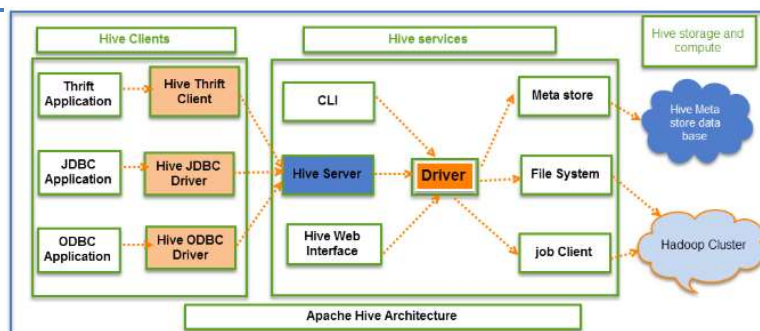 Hive Clients
Hive services
Hive storage and
compute
Thrift
Application
Hive Thrift
Client
CLI
Meta store
Hive Meta
store data
base
JDBC
Application
Hive JDBC
Driver
Hive Server
Driver
File System
ODBC
Application
Hive ODBC
Driver
Hive Web
Interface
job Client
Hadoop Cluster
Apache Hive Architecture